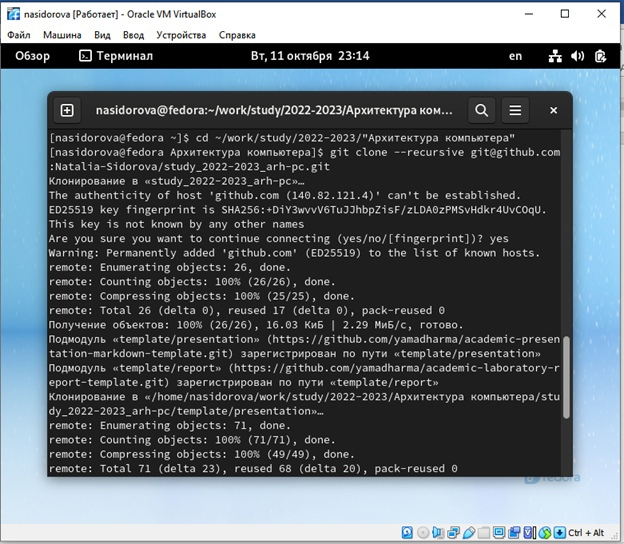 nasidorova [Работает] - Oracle VM VirtualBox
Файл Машина Вид Ввод Устройства Справка
Обзор Терминал Вт, 11 октября 23:14 en
nasidorova@fedora:~/work/study/2022-2023/Архитектура ком...
[nasidorova@fedora ~]$ cd ~/work/study/2022-2023/"Архитектура компьютера"
[nasidorova@fedora Архитектура компьютера]$ git clone --recursive git@github.com
:Natalia-Sidorova/study_2022-2023_arh-pc.git
Клонирование в «study_2022-2023_arh-pc»…
The authenticity of host 'github.com (140.82.121.4)' can't be established.
ED25519 key fingerprint is SHA256:+DiY3wvvV6TuJJhbpZisF/zLDA0zPMSvHdkr4UvCOqU.
This key is not known by any other names
Are you sure you want to continue connecting (yes/no/[fingerprint])? yes
Warning: Permanently added 'github.com' (ED25519) to the list of known hosts.
remote: Enumerating objects: 26, done.
remote: Counting objects: 100% (26/26), done.
remote: Compressing objects: 100% (25/25), done.
remote: Total 26 (delta 0), reused 17 (delta 0), pack-reused 0
Получение объектов: 100% (26/26), 16.03 КиБ | 2.29 МиБ/с, готово.
Подмодуль «template/presentation» (https://github.com/yamadharma/academic-presen
tation-markdown-template.git) зарегистрирован по пути «template/presentation»
Подмодуль «template/report» (https://github.com/yamadharma/academic-laboratory-r
eport-template.git) зарегистрирован по пути «template/report»
Клонирование в «/home/nasidorova/work/study/2022-2023/Архитектура компьютера/stu
dy_2022-2023_arh-pc/template/presentation»…
remote: Enumerating objects: 71, done.
remote: Counting objects: 100% (71/71), done.
remote: Compressing objects: 100% (49/49), done.
remote: Total 71 (delta 23), reused 68 (delta 20), pack-reused 0
fedora
Ctrl + Alt